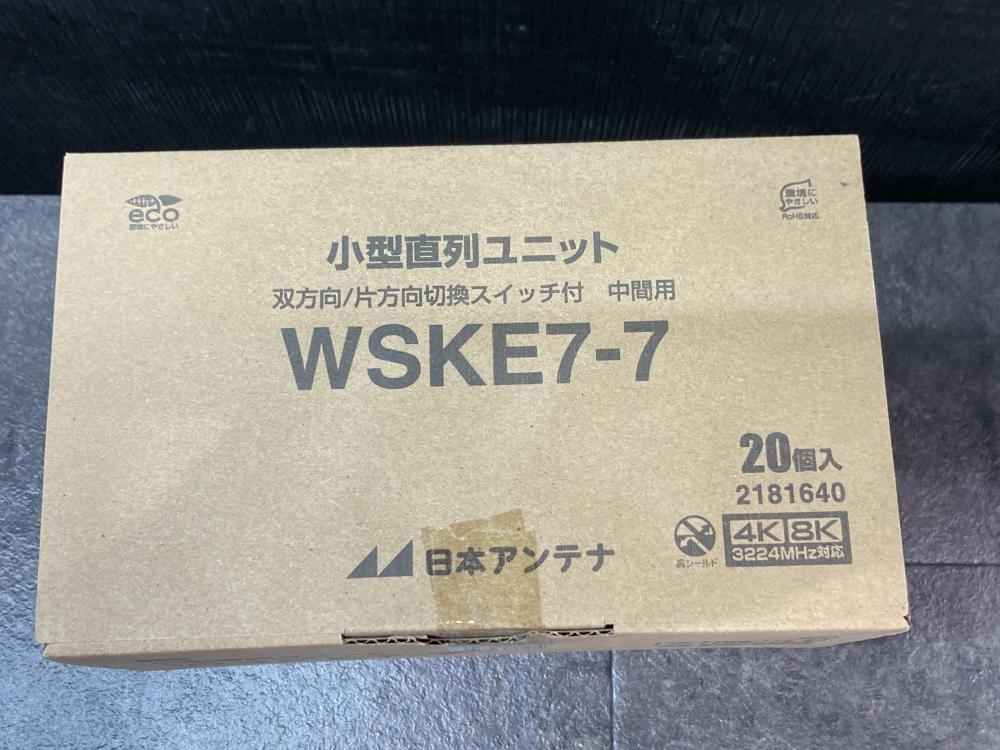 eco
環境にやさしい
環境に
やさしい
RoHS対応
小型直列ユニット
双方向/片方向切換スイッチ付 中間用
WSKE7-7
20個入
2181640
高シールド
4K 8K
3224MHz対応
日本アンテナ